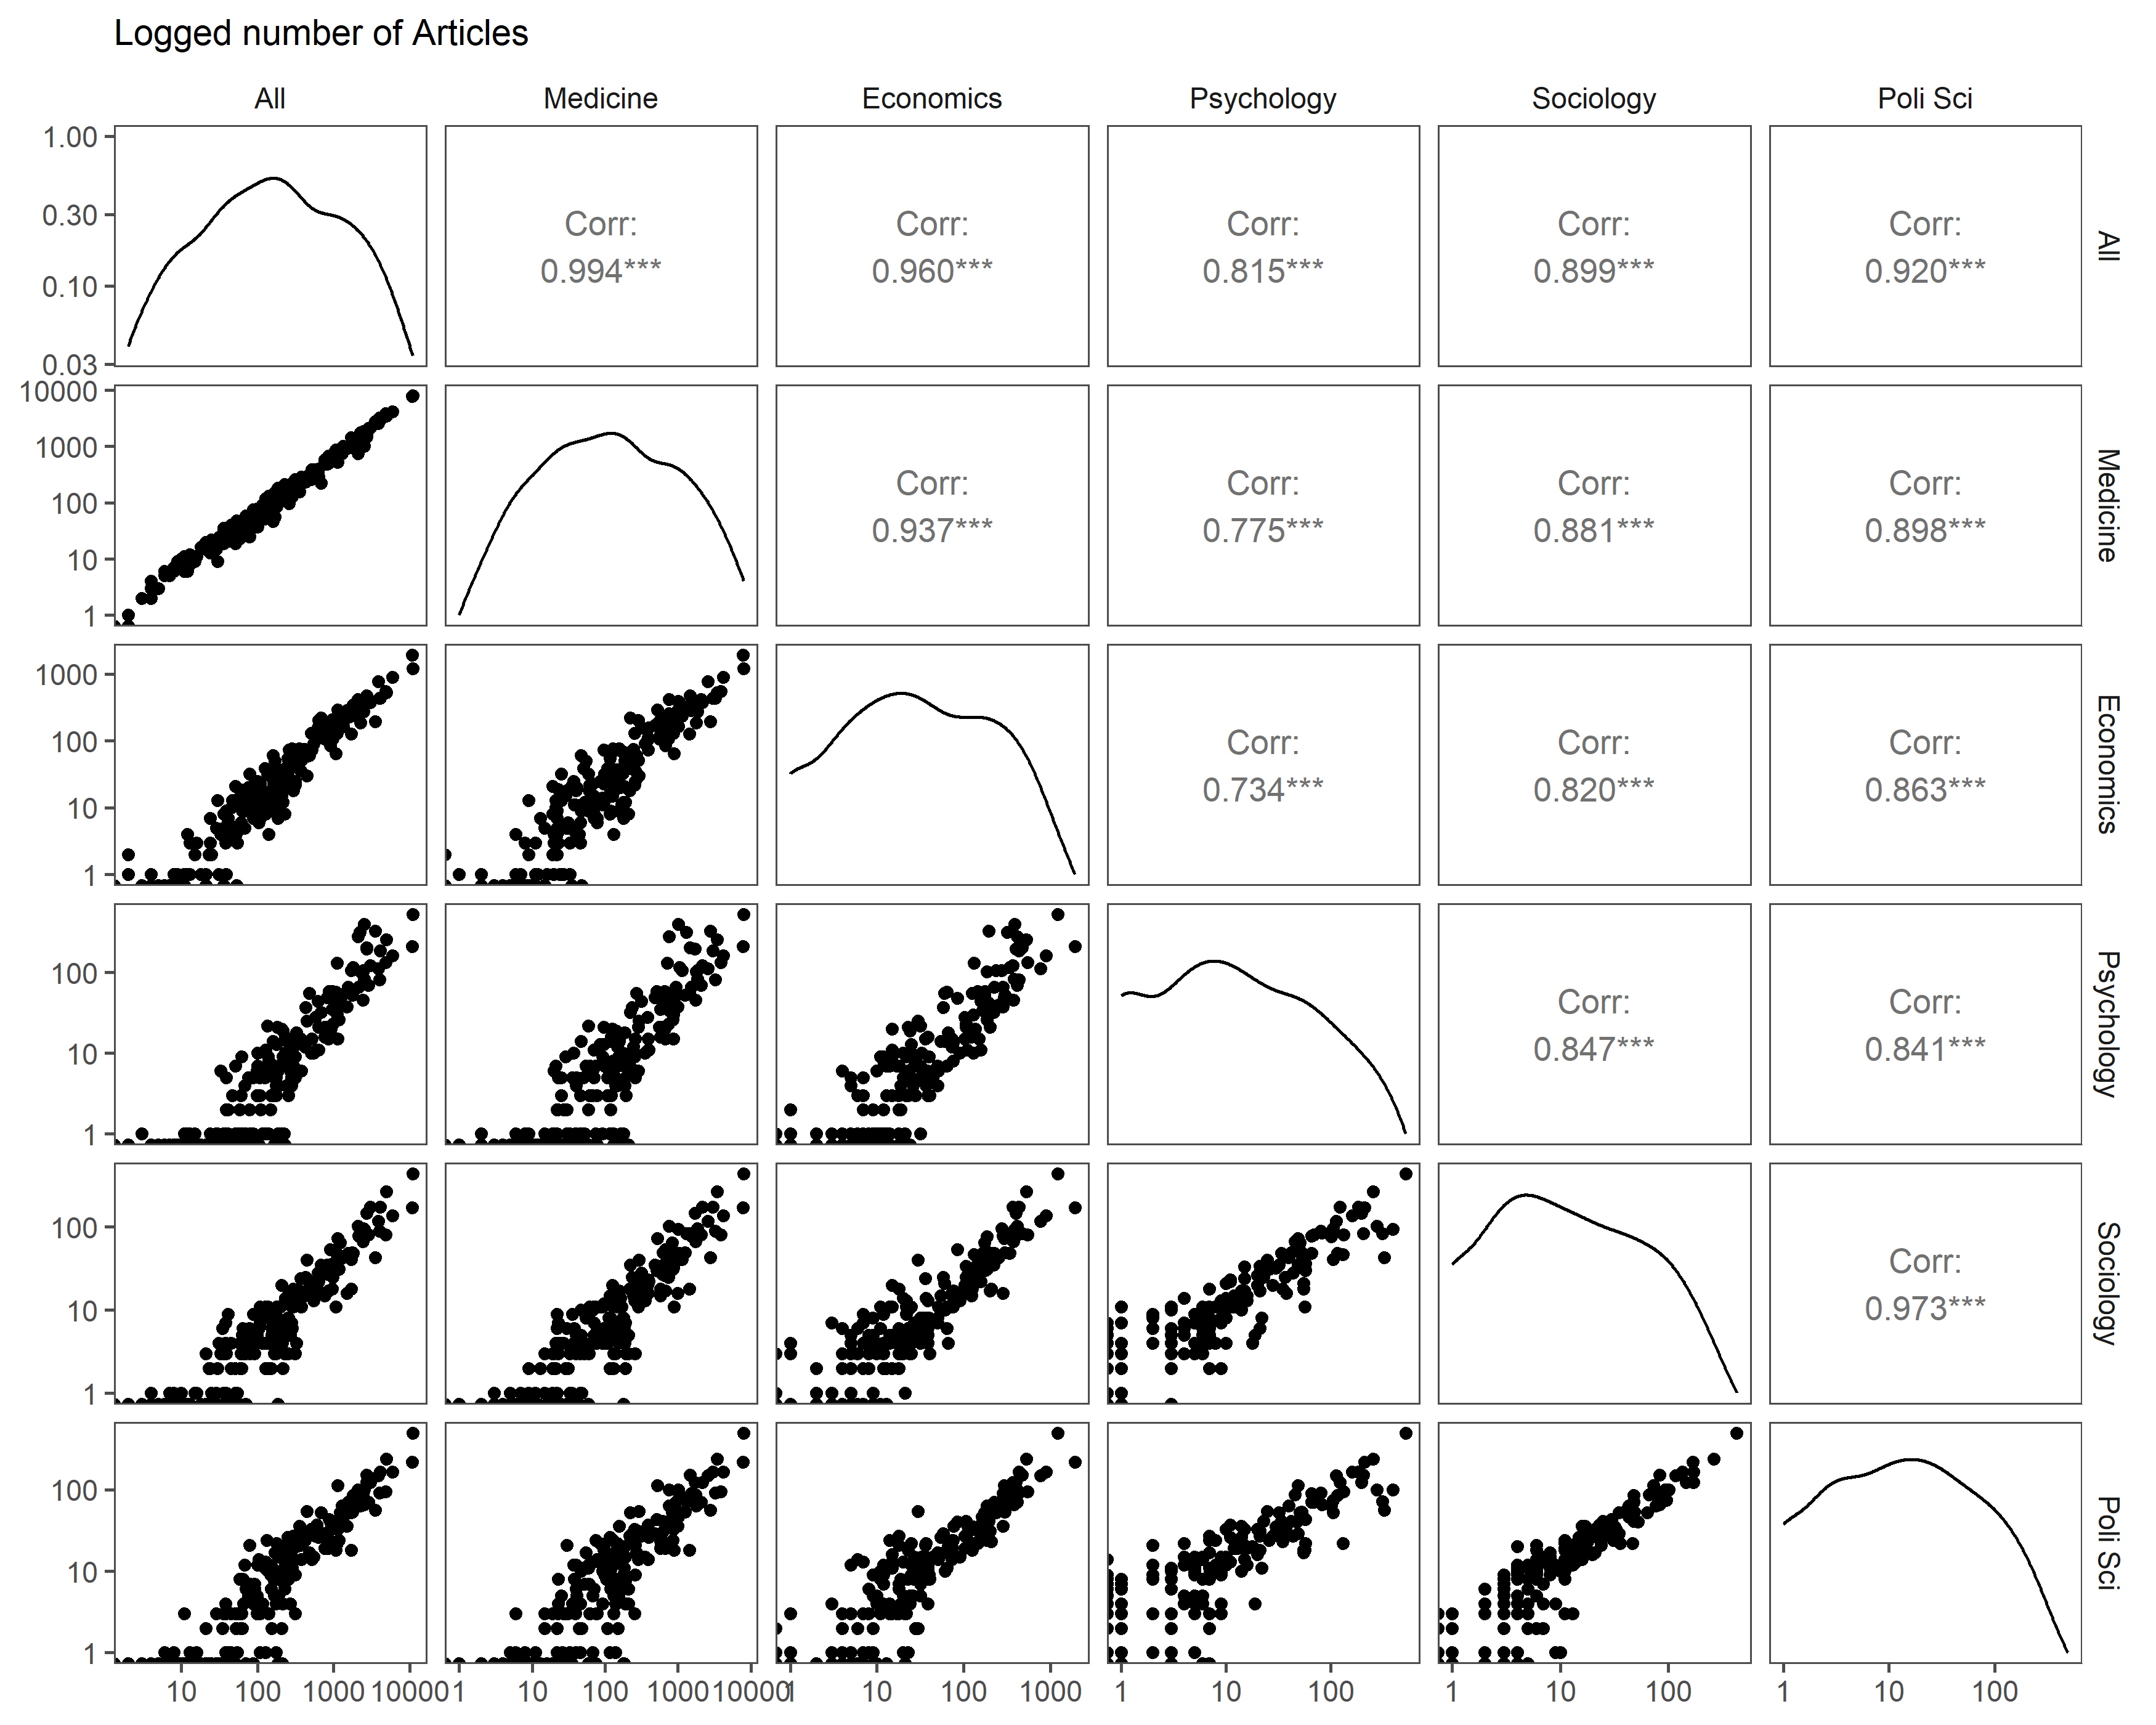 Logged number of Articles
All Medicine Economics Psychology Sociology Poli Sci
1.00
0.30
0.10
0.03
Corr: Corr: Corr: Corr: Corr:
0.994*** 0.960*** 0.815*** 0.899*** 0.920***
All
10000
1000
100
10
1
Corr: Corr: Corr: Corr:
0.937*** 0.775*** 0.881*** 0.898***
Medicine
1000
100
10
1
Corr: Corr: Corr:
0.734*** 0.820*** 0.863***
Economics
100
10
1
Corr: Corr:
0.847*** 0.841***
Psychology
100
10
1
Corr:
0.973***
Sociology
100
10
1
Poli Sci
10 100 1000 10000 1 10 100 1000 10000 1 10 100 1000 1 10 100 1 10 100 1 10 100